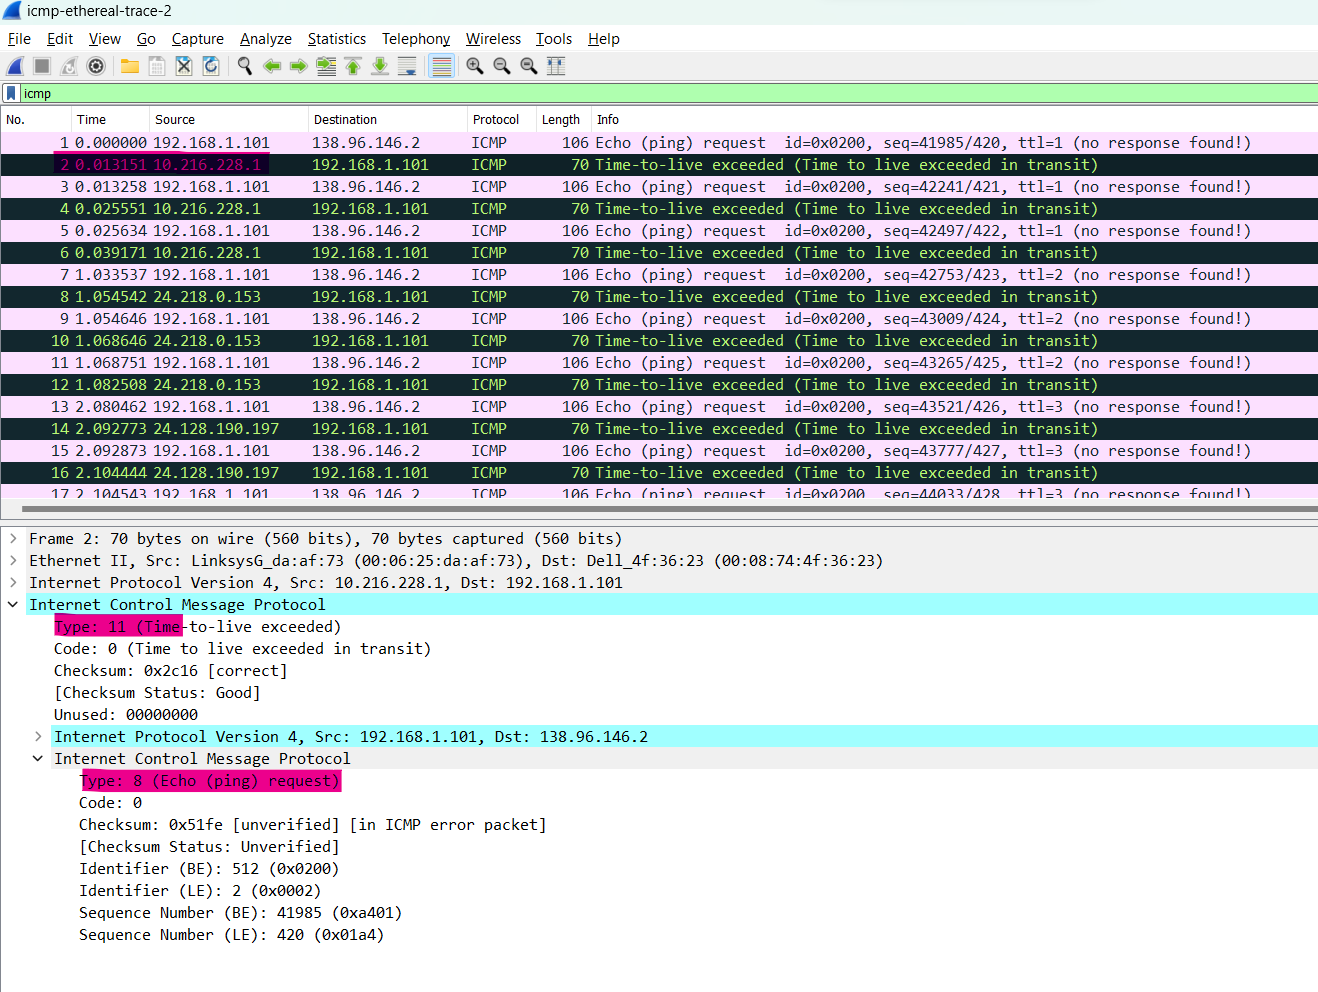 icmp-ethereal-trace-2
File Edit View Go Capture Analyze Statistics Telephony Wireless Tools Help
icmp
No. Time Source Destination Protocol Length Info
1 0.000000 192.168.1.101 138.96.146.2 ICMP 106 Echo (ping) request id=0x0200, seq=41985/420, ttl=1 (no response found!)
2 0.013151 10.216.228.1 192.168.1.101 ICMP 70 Time-to-live exceeded (Time to live exceeded in transit)
3 0.013258 192.168.1.101 138.96.146.2 ICMP 106 Echo (ping) request id=0x0200, seq=42241/421, ttl=1 (no response found!)
4 0.025551 10.216.228.1 192.168.1.101 ICMP 70 Time-to-live exceeded (Time to live exceeded in transit)
5 0.025634 192.168.1.101 138.96.146.2 ICMP 106 Echo (ping) request id=0x0200, seq=42497/422, ttl=1 (no response found!)
6 0.039171 10.216.228.1 192.168.1.101 ICMP 70 Time-to-live exceeded (Time to live exceeded in transit)
7 1.033537 192.168.1.101 138.96.146.2 ICMP 106 Echo (ping) request id=0x0200, seq=42753/423, ttl=2 (no response found!)
8 1.054542 24.218.0.153 192.168.1.101 ICMP 70 Time-to-live exceeded (Time to live exceeded in transit)
9 1.054646 192.168.1.101 138.96.146.2 ICMP 106 Echo (ping) request id=0x0200, seq=43009/424, ttl=2 (no response found!)
10 1.068646 24.218.0.153 192.168.1.101 ICMP 70 Time-to-live exceeded (Time to live exceeded in transit)
11 1.068751 192.168.1.101 138.96.146.2 ICMP 106 Echo (ping) request id=0x0200, seq=43265/425, ttl=2 (no response found!)
12 1.082508 24.218.0.153 192.168.1.101 ICMP 70 Time-to-live exceeded (Time to live exceeded in transit)
13 2.080462 192.168.1.101 138.96.146.2 ICMP 106 Echo (ping) request id=0x0200, seq=43521/426, ttl=3 (no response found!)
14 2.092773 24.128.190.197 192.168.1.101 ICMP 70 Time-to-live exceeded (Time to live exceeded in transit)
15 2.092873 192.168.1.101 138.96.146.2 ICMP 106 Echo (ping) request id=0x0200, seq=43777/427, ttl=3 (no response found!)
16 2.104444 24.128.190.197 192.168.1.101 ICMP 70 Time-to-live exceeded (Time to live exceeded in transit)
17 2.104543 192.168.1.101 138.96.146.2 ICMP 106 Echo (ping) request id=0x0200, seq=44033/428, ttl=3 (no response found!)
Frame 2: 70 bytes on wire (560 bits), 70 bytes captured (560 bits)
Ethernet II, Src: LinksysG_da:af:73 (00:06:25:da:af:73), Dst: Dell_4f:36:23 (00:08:74:4f:36:23)
Internet Protocol Version 4, Src: 10.216.228.1, Dst: 192.168.1.101
Internet Control Message Protocol
Type: 11 (Time-to-live exceeded)
Code: 0 (Time to live exceeded in transit)
Checksum: 0x2c16 [correct]
[Checksum Status: Good]
Unused: 00000000
Internet Protocol Version 4, Src: 192.168.1.101, Dst: 138.96.146.2
Internet Control Message Protocol
Type: 8 (Echo (ping) request)
Code: 0
Checksum: 0x51fe [unverified] [in ICMP error packet]
[Checksum Status: Unverified]
Identifier (BE): 512 (0x0200)
Identifier (LE): 2 (0x0002)
Sequence Number (BE): 41985 (0xa401)
Sequence Number (LE): 420 (0x01a4)